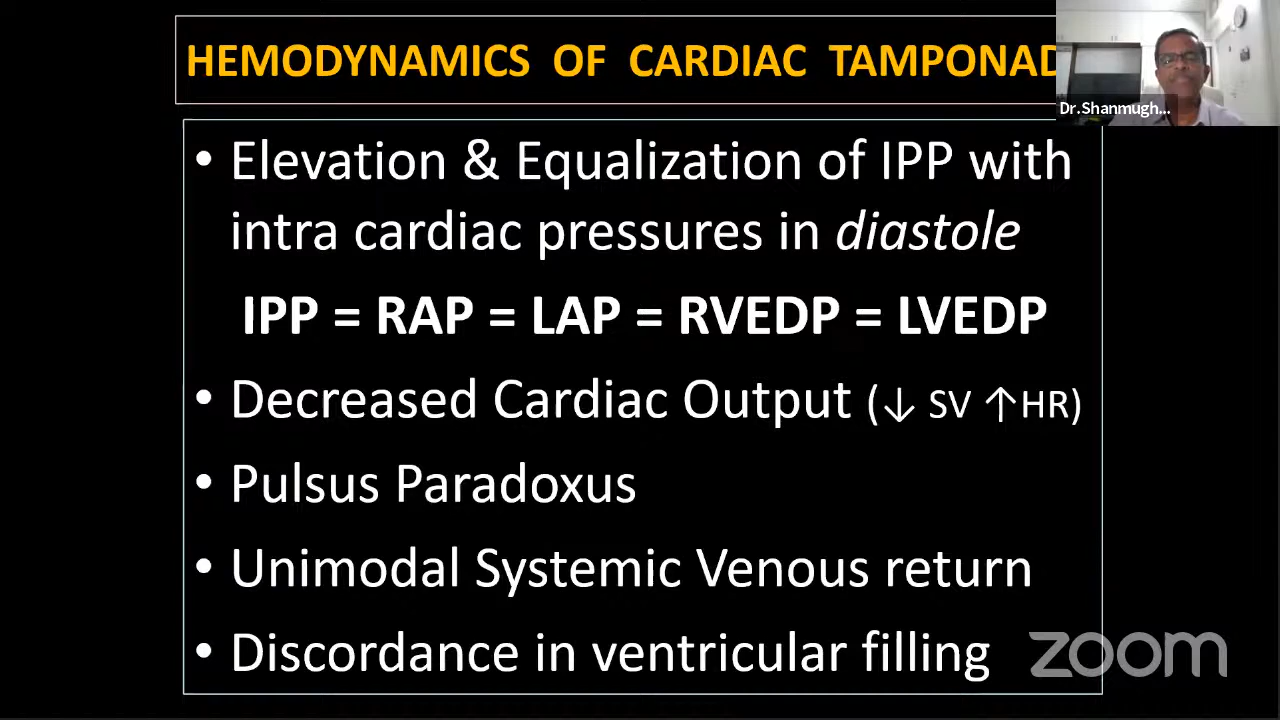 HEMODYNAMICS OF CARDIAC TAMPONAD
Dr.Shanmugh...
• Elevation & Equalization of IPP with
intra cardiac pressures in diastole
IPP = RAP = LAP = RVEDP = LVEDP
• Decreased Cardiac Output (↓ SV ↑HR)
• Pulsus Paradoxus
• Unimodal Systemic Venous return
• Discordance in ventricular filling
zoom